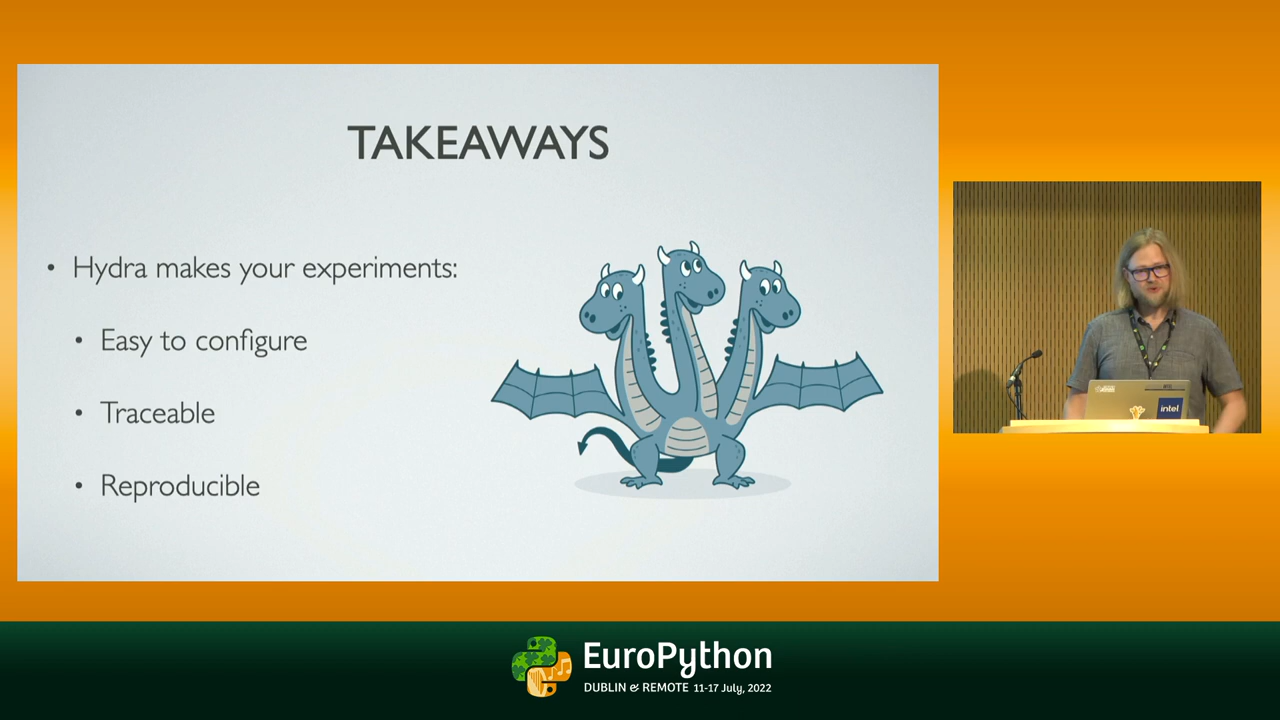 TAKEAWAYS
• Hydra makes your experiments:
• Easy to configure
• Traceable
• Reproducible
intel
EuroPython
DUBLIN & REMOTE 11-17 July, 2022